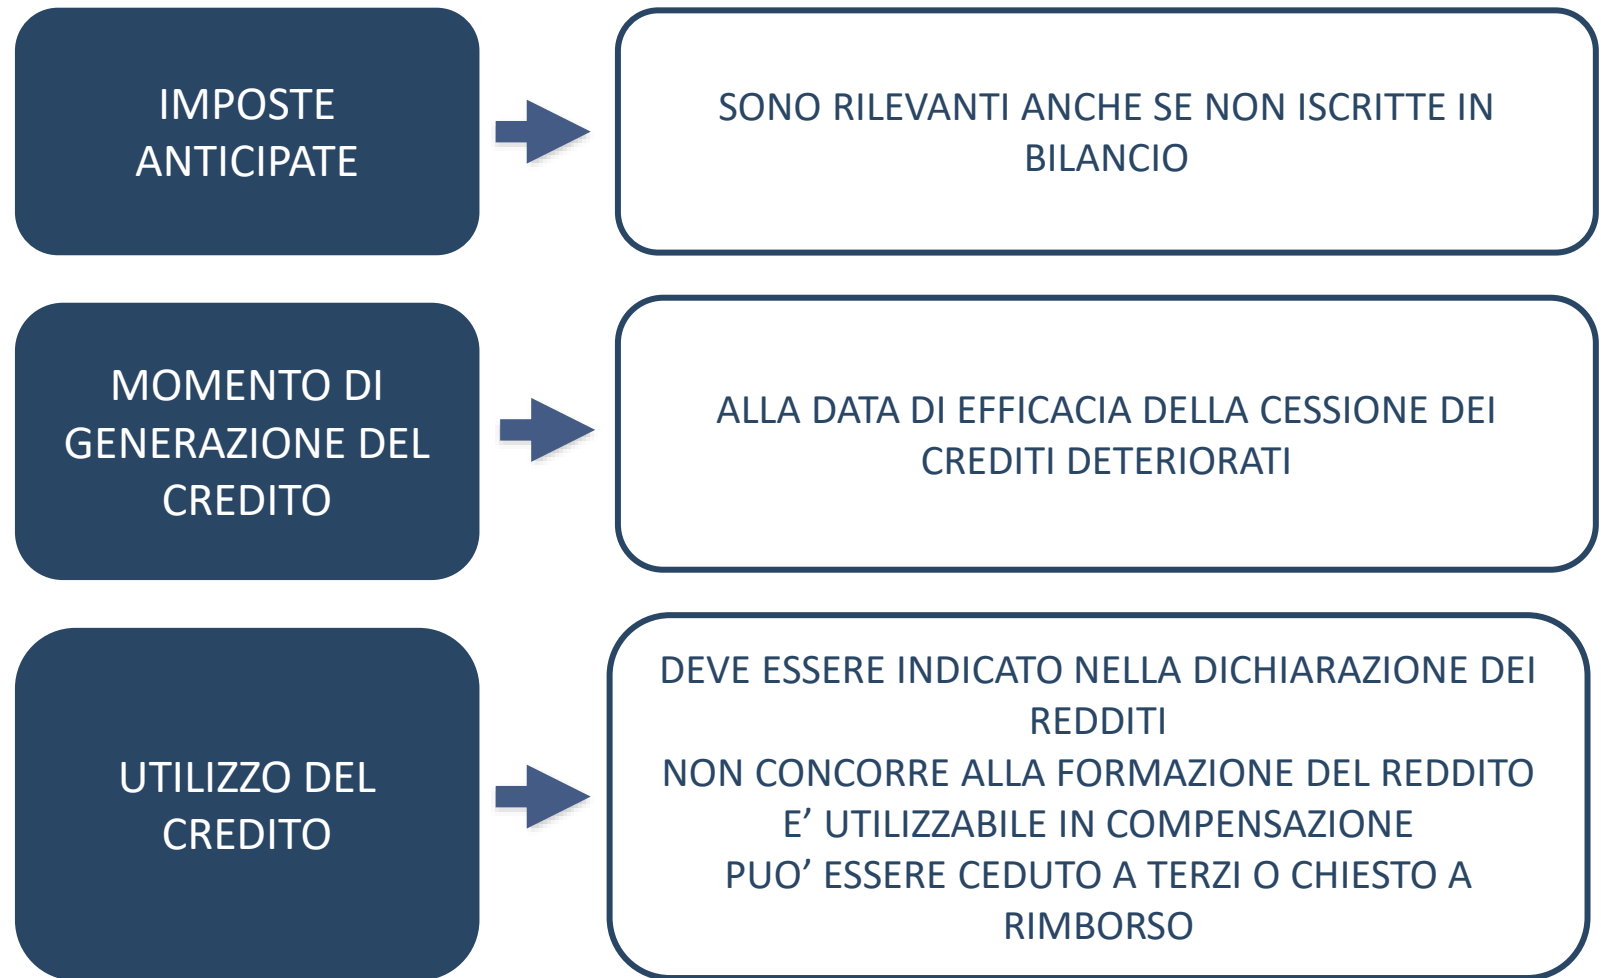 IMPOSTE
ANTICIPATE
SONO RILEVANTI ANCHE SE NON ISCRITTE IN
BILANCIO
MOMENTO DI
GENERAZIONE DEL
CREDITO
ALLA DATA DI EFFICACIA DELLA CESSIONE DEI
CREDITI DETERIORATI
UTILIZZO DEL
CREDITO
DEVE ESSERE INDICATO NELLA DICHIARAZIONE DEI
REDDITI
NON CONCORRE ALLA FORMAZIONE DEL REDDITO
E’ UTILIZZABILE IN COMPENSAZIONE
PUO’ ESSERE CEDUTO A TERZI O CHIESTO A
RIMBORSO